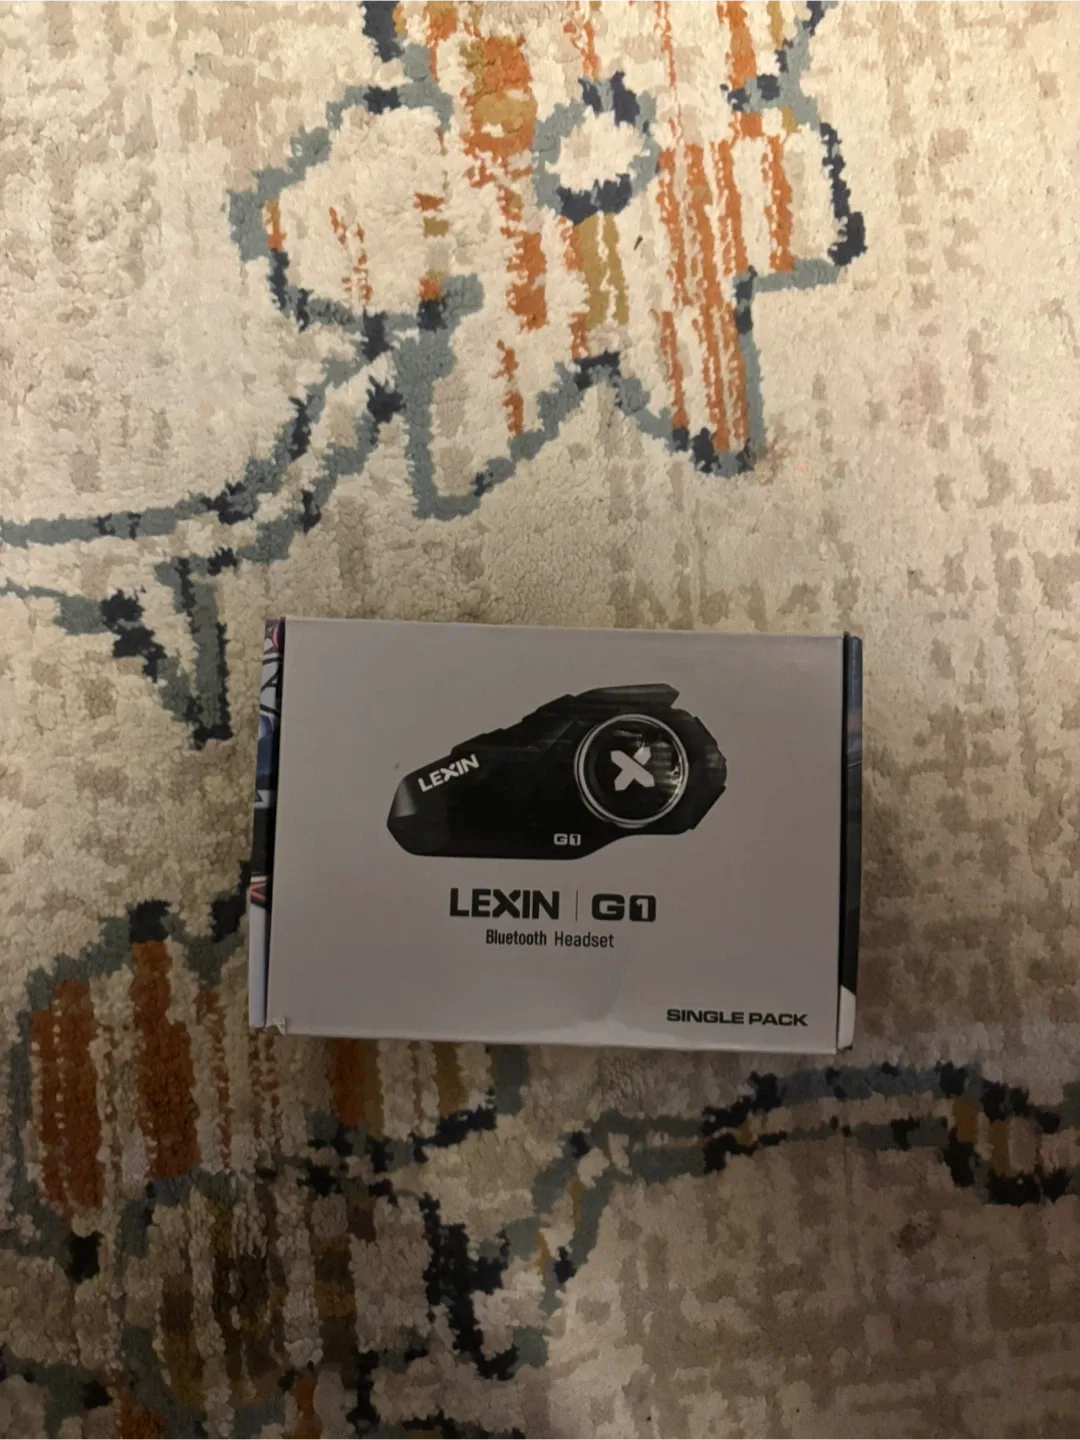 LEXIN
G1
LEXIN | G1
Bluetooth Headset
SINGLE PACK